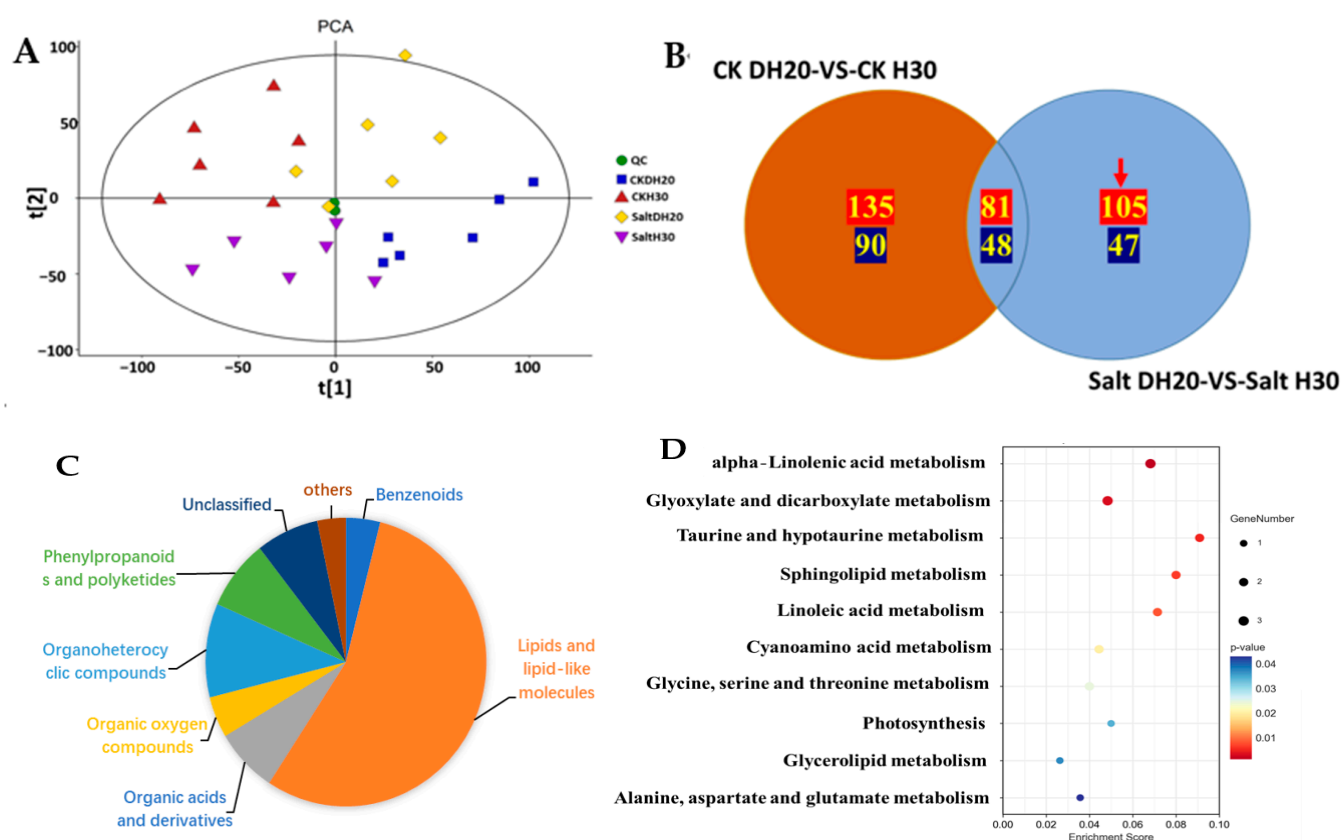 A
PCA
100
50
0
−50
−100
t[2]
−100
−50
0
50
100
t[1]
QC
CKDH20
CKH30
SaltDH20
SaltH30
B
CK DH20-VS-CK H30
135
90
81
48
105
47
Salt DH20-VS-Salt H30
C
others
Benzenoids
Unclassified
Phenylpropanoid
s and polyketides
Organoheterocy
clic compounds
Lipids and
lipid-like
molecules
Organic oxygen
compounds
Organic acids
and derivatives
D
alpha-Linolenic acid metabolism
Glyoxylate and dicarboxylate metabolism
Taurine and hypotaurine metabolism
Sphingolipid metabolism
Linoleic acid metabolism
Cyanoamino acid metabolism
Glycine, serine and threonine metabolism
Photosynthesis
Glycerolipid metabolism
Alanine, aspartate and glutamate metabolism
0.00
0.02
0.04
0.06
0.08
0.10
Enrichment Score
GeneNumber
1
2
3
p-value
0.04
0.03
0.02
0.01